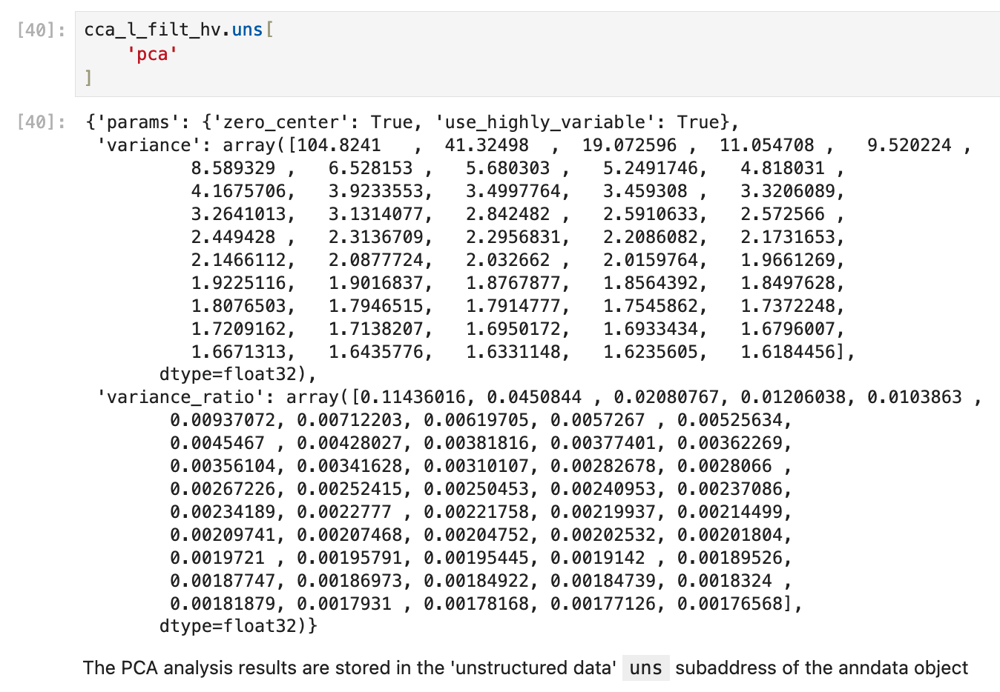 [40]: cca_l_filt_hv.uns[
'pca'
]
[40]: {'params': {'zero_center': True, 'use_highly_variable': True},
'variance': array([104.8241   ,  41.32498  ,  19.072596 ,  11.054708 ,   9.520224 ,
8.589329 ,   6.528153 ,   5.680303 ,   5.2491746,   4.818031 ,
4.1675706,   3.9233553,   3.4997764,   3.459308 ,   3.3206089,
3.2641013,   3.1314077,   2.842482 ,   2.5910633,   2.572566 ,
2.449428 ,   2.3136709,   2.2956831,   2.2086082,   2.1731653,
2.1466112,   2.0877724,   2.032662 ,   2.0159764,   1.9661269,
1.9225116,   1.9016837,   1.8767877,   1.8564392,   1.8497628,
1.8076503,   1.7946515,   1.7914777,   1.7545862,   1.7372248,
1.7209162,   1.7138207,   1.6950172,   1.6933434,   1.6796007,
1.6671313,   1.6435776,   1.6331148,   1.6235605,   1.6184456],
dtype=float32),
'variance_ratio': array([0.11436016, 0.0450844 , 0.02080767, 0.01206038, 0.0103863 ,
0.00937072, 0.00712203, 0.00619705, 0.0057267 , 0.00525634,
0.0045467 , 0.00428027, 0.00381816, 0.00377401, 0.00362269,
0.00356104, 0.00341628, 0.00310107, 0.00282678, 0.0028066 ,
0.00267226, 0.00252415, 0.00250453, 0.00240953, 0.00237086,
0.00234189, 0.0022777 , 0.00221758, 0.00219937, 0.00214499,
0.00209741, 0.00207468, 0.00204752, 0.00202532, 0.00201804,
0.0019721 , 0.00195791, 0.00195445, 0.0019142 , 0.00189526,
0.00187747, 0.00186973, 0.00184922, 0.00184739, 0.0018324 ,
0.00181879, 0.0017931 , 0.00178168, 0.00177126, 0.00176568],
dtype=float32)}
The PCA analysis results are stored in the 'unstructured data' uns subaddress of the anndata object